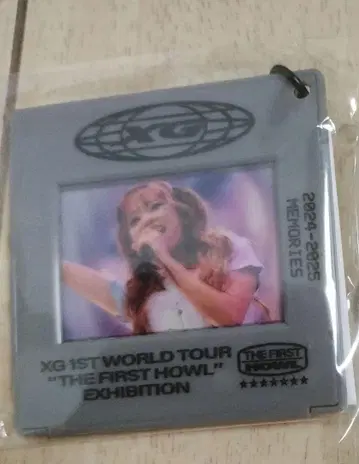 XG
2024-2025
MEMORIES
XG 1ST WORLD TOUR
"THE FIRST HOWL"
EXHIBITION
THE FIRST
HOWL